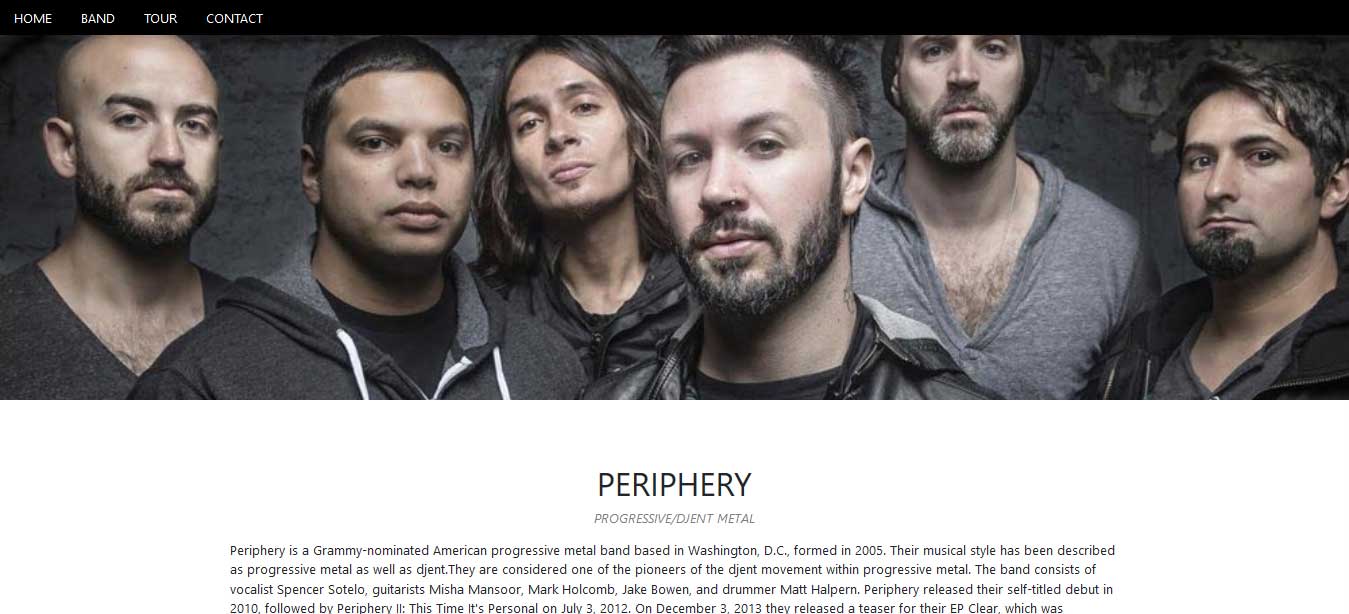 HOME BAND TOUR CONTACT
PERIPHERY
PROGRESSIVE/DJENT METAL
Periphery is a Grammy-nominated American progressive metal band based in Washington, D.C., formed in 2005. Their musical style has been described
as progressive metal as well as djent.They are considered one of the pioneers of the djent movement within progressive metal. The band consists of
vocalist Spencer Sotelo, guitarists Misha Mansoor, Mark Holcomb, Jake Bowen, and drummer Matt Halpern. Periphery released their self-titled debut in
2010, followed by Periphery II: This Time It's Personal on July 3, 2012. On December 3, 2013 they released a teaser for their EP Clear, which was